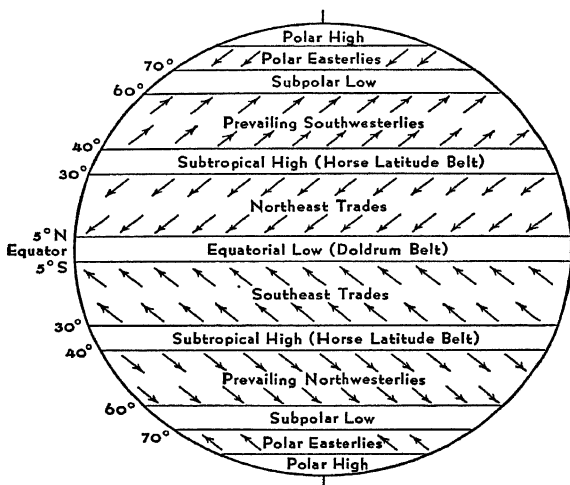 Polar High
Polar Easterlies
70°
Subpolar Low
60°
Prevailing Southwesterlies
40°
Subtropical High (Horse Latitude Belt)
30°
Northeast Trades
5°N
Equator
Equatorial Low (Doldrum Belt)
5°S
Southeast Trades
30°
Subtropical High (Horse Latitude Belt)
40°
Prevailing Northwesterlies
60°
Subpolar Low
70°
Polar Easterlies
Polar High